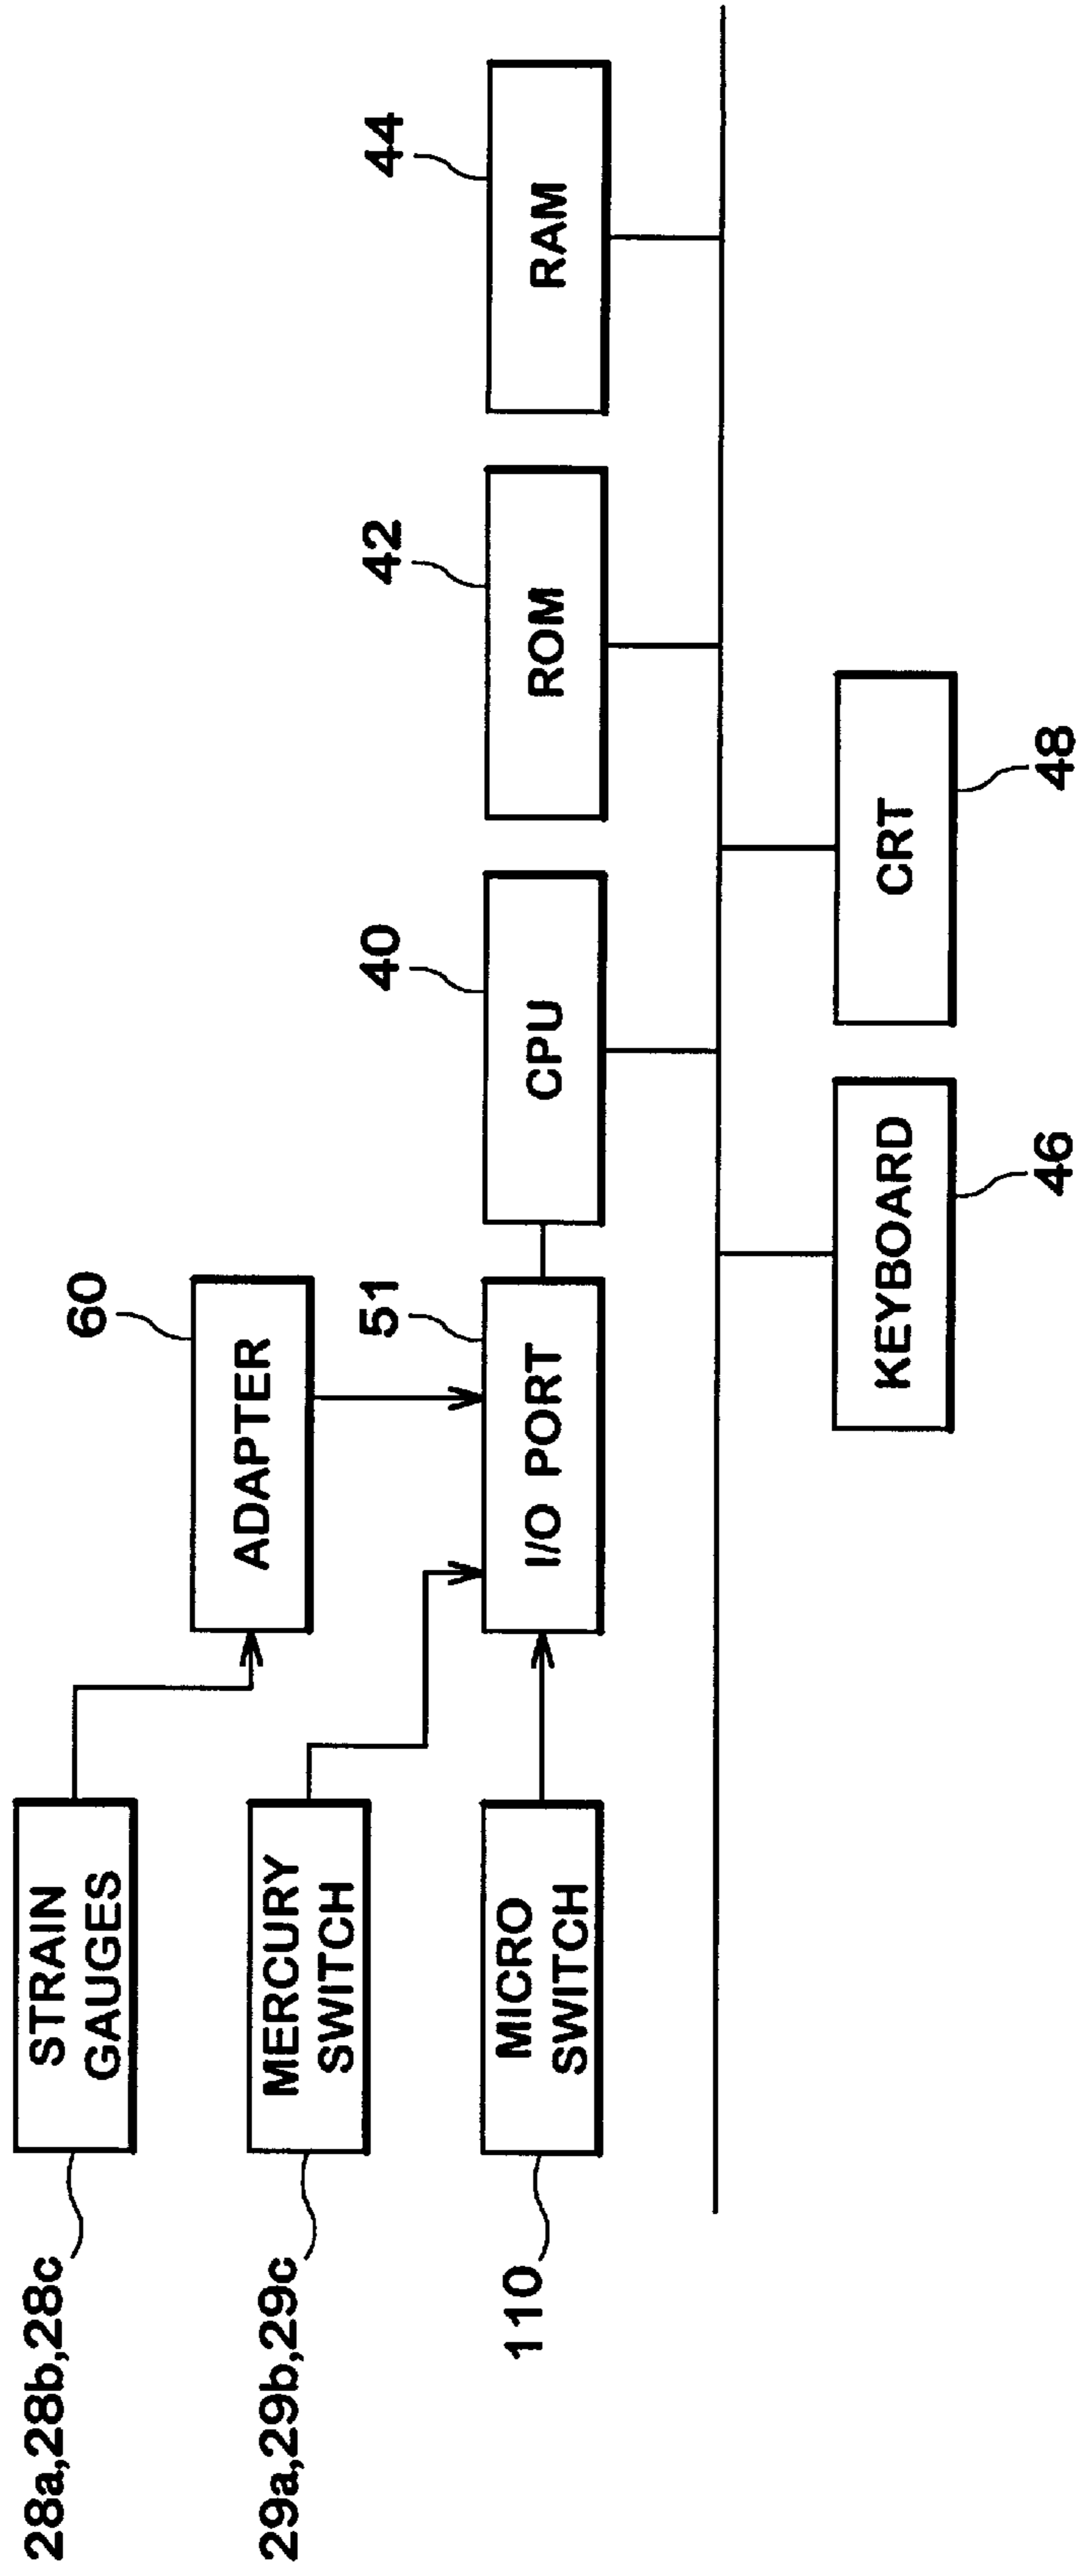 28a,28b,28c
STRAIN
GAUGES
60
ADAPTER
29a,29b,29c
MERCURY
SWITCH
51
40
42
44
110
MICRO
SWITCH
I/O PORT
CPU
ROM
RAM
KEYBOARD
CRT
46
48